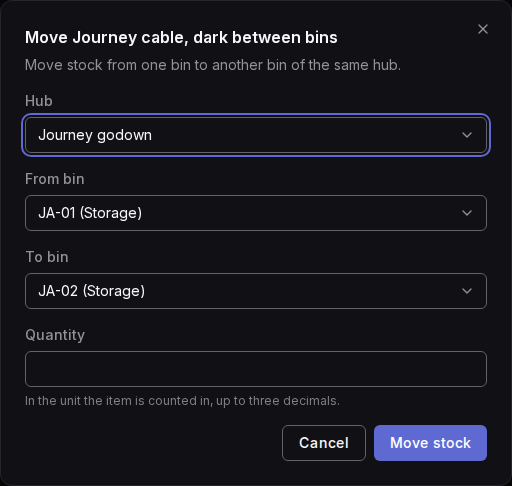 Move Journey cable, dark between bins
Move stock from one bin to another bin of the same hub.
Hub
Journey godown
From bin
JA-01 (Storage)
To bin
JA-02 (Storage)
Quantity
In the unit the item is counted in, up to three decimals.
Cancel
Move stock